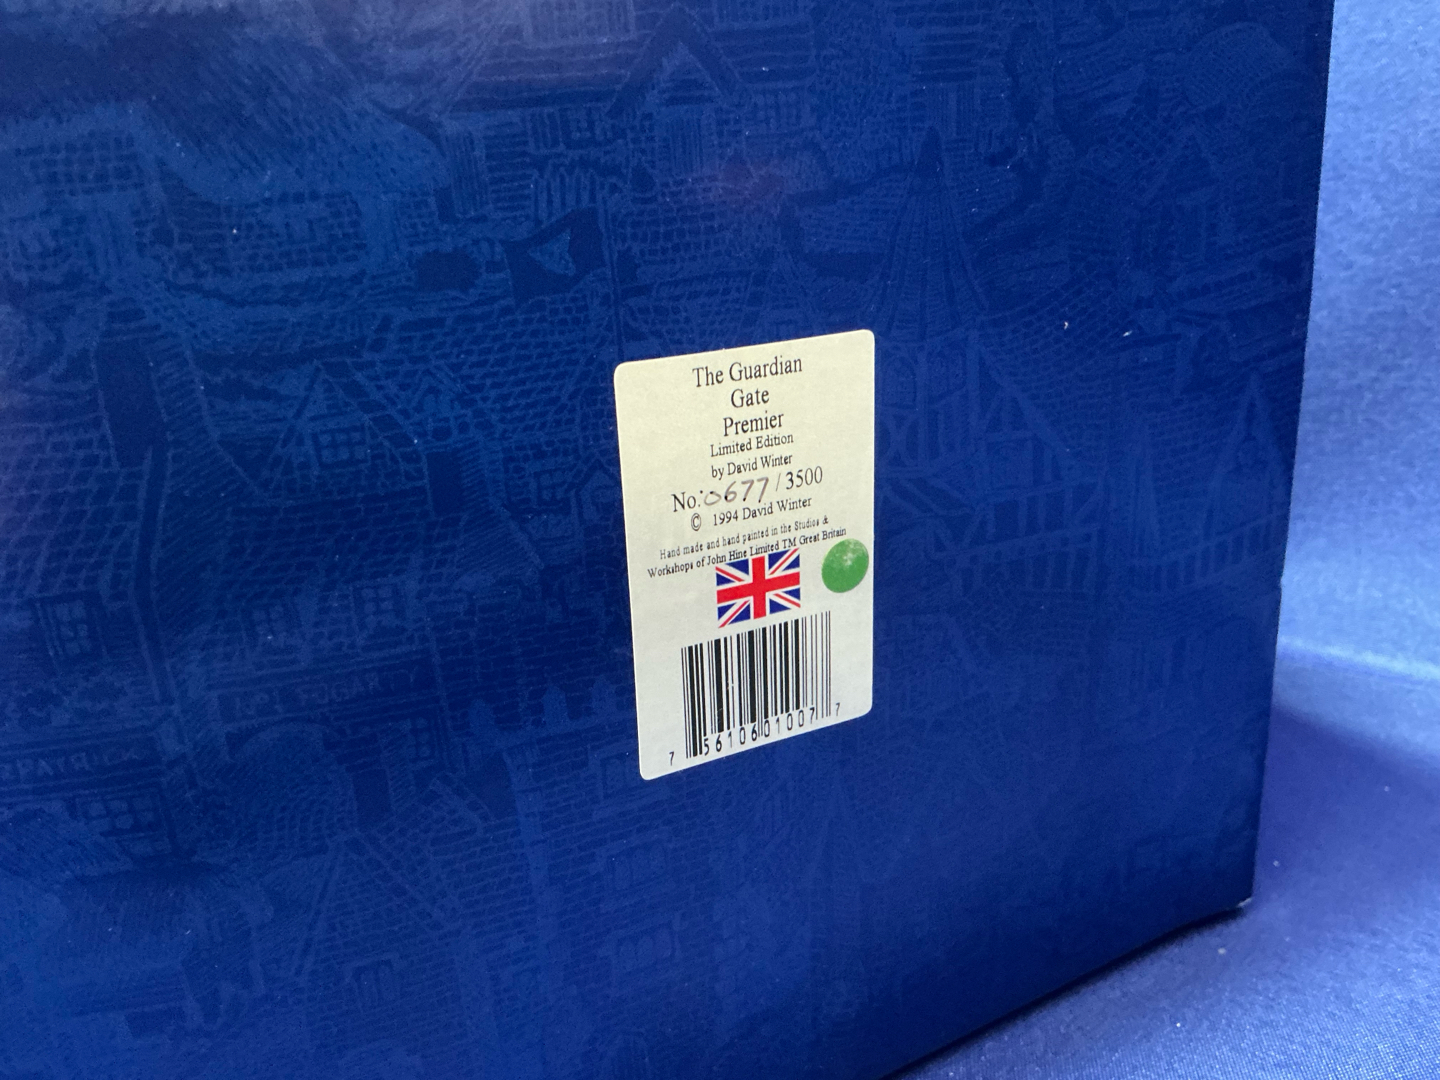 The Guardian
Gate
Premier
Limited Edition
by David Winter
No: 0677 / 3500
© 1994 David Winter
Hand made and hand painted in the Studios &
Workshops of John Hine Limited TM Great Britain
7 56106 01007 7
FOGARTY